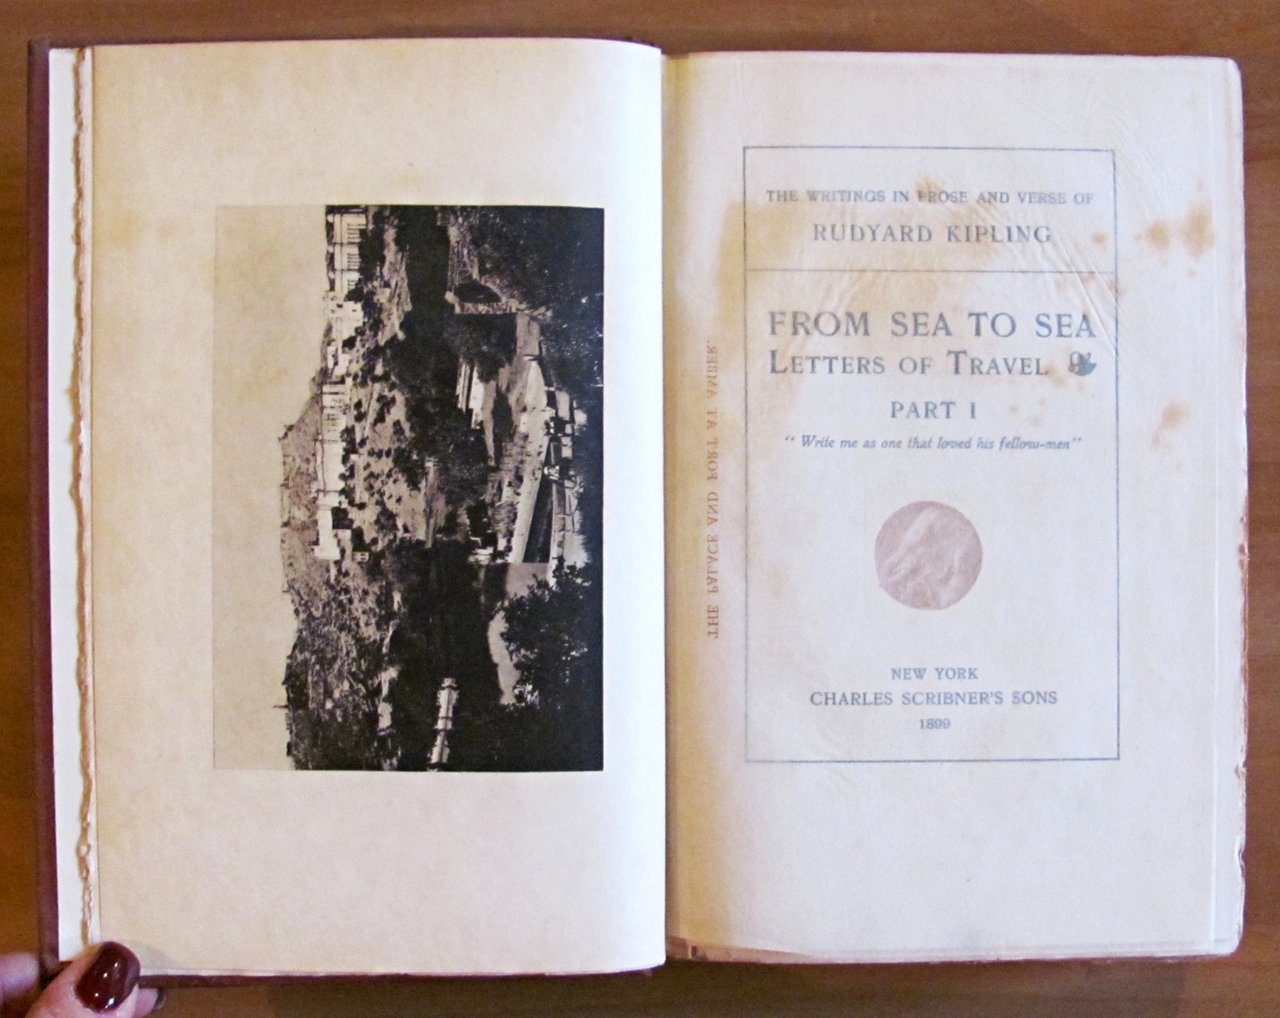 THE PALACE AND FORT AT AMBER.
THE WRITINGS IN PROSE AND VERSE OF
RUDYARD KIPLING
FROM SEA TO SEA
LETTERS OF TRAVEL
PART I
“Write me as one that loved his fellow-men”
NEW YORK
CHARLES SCRIBNER'S SONS
1899